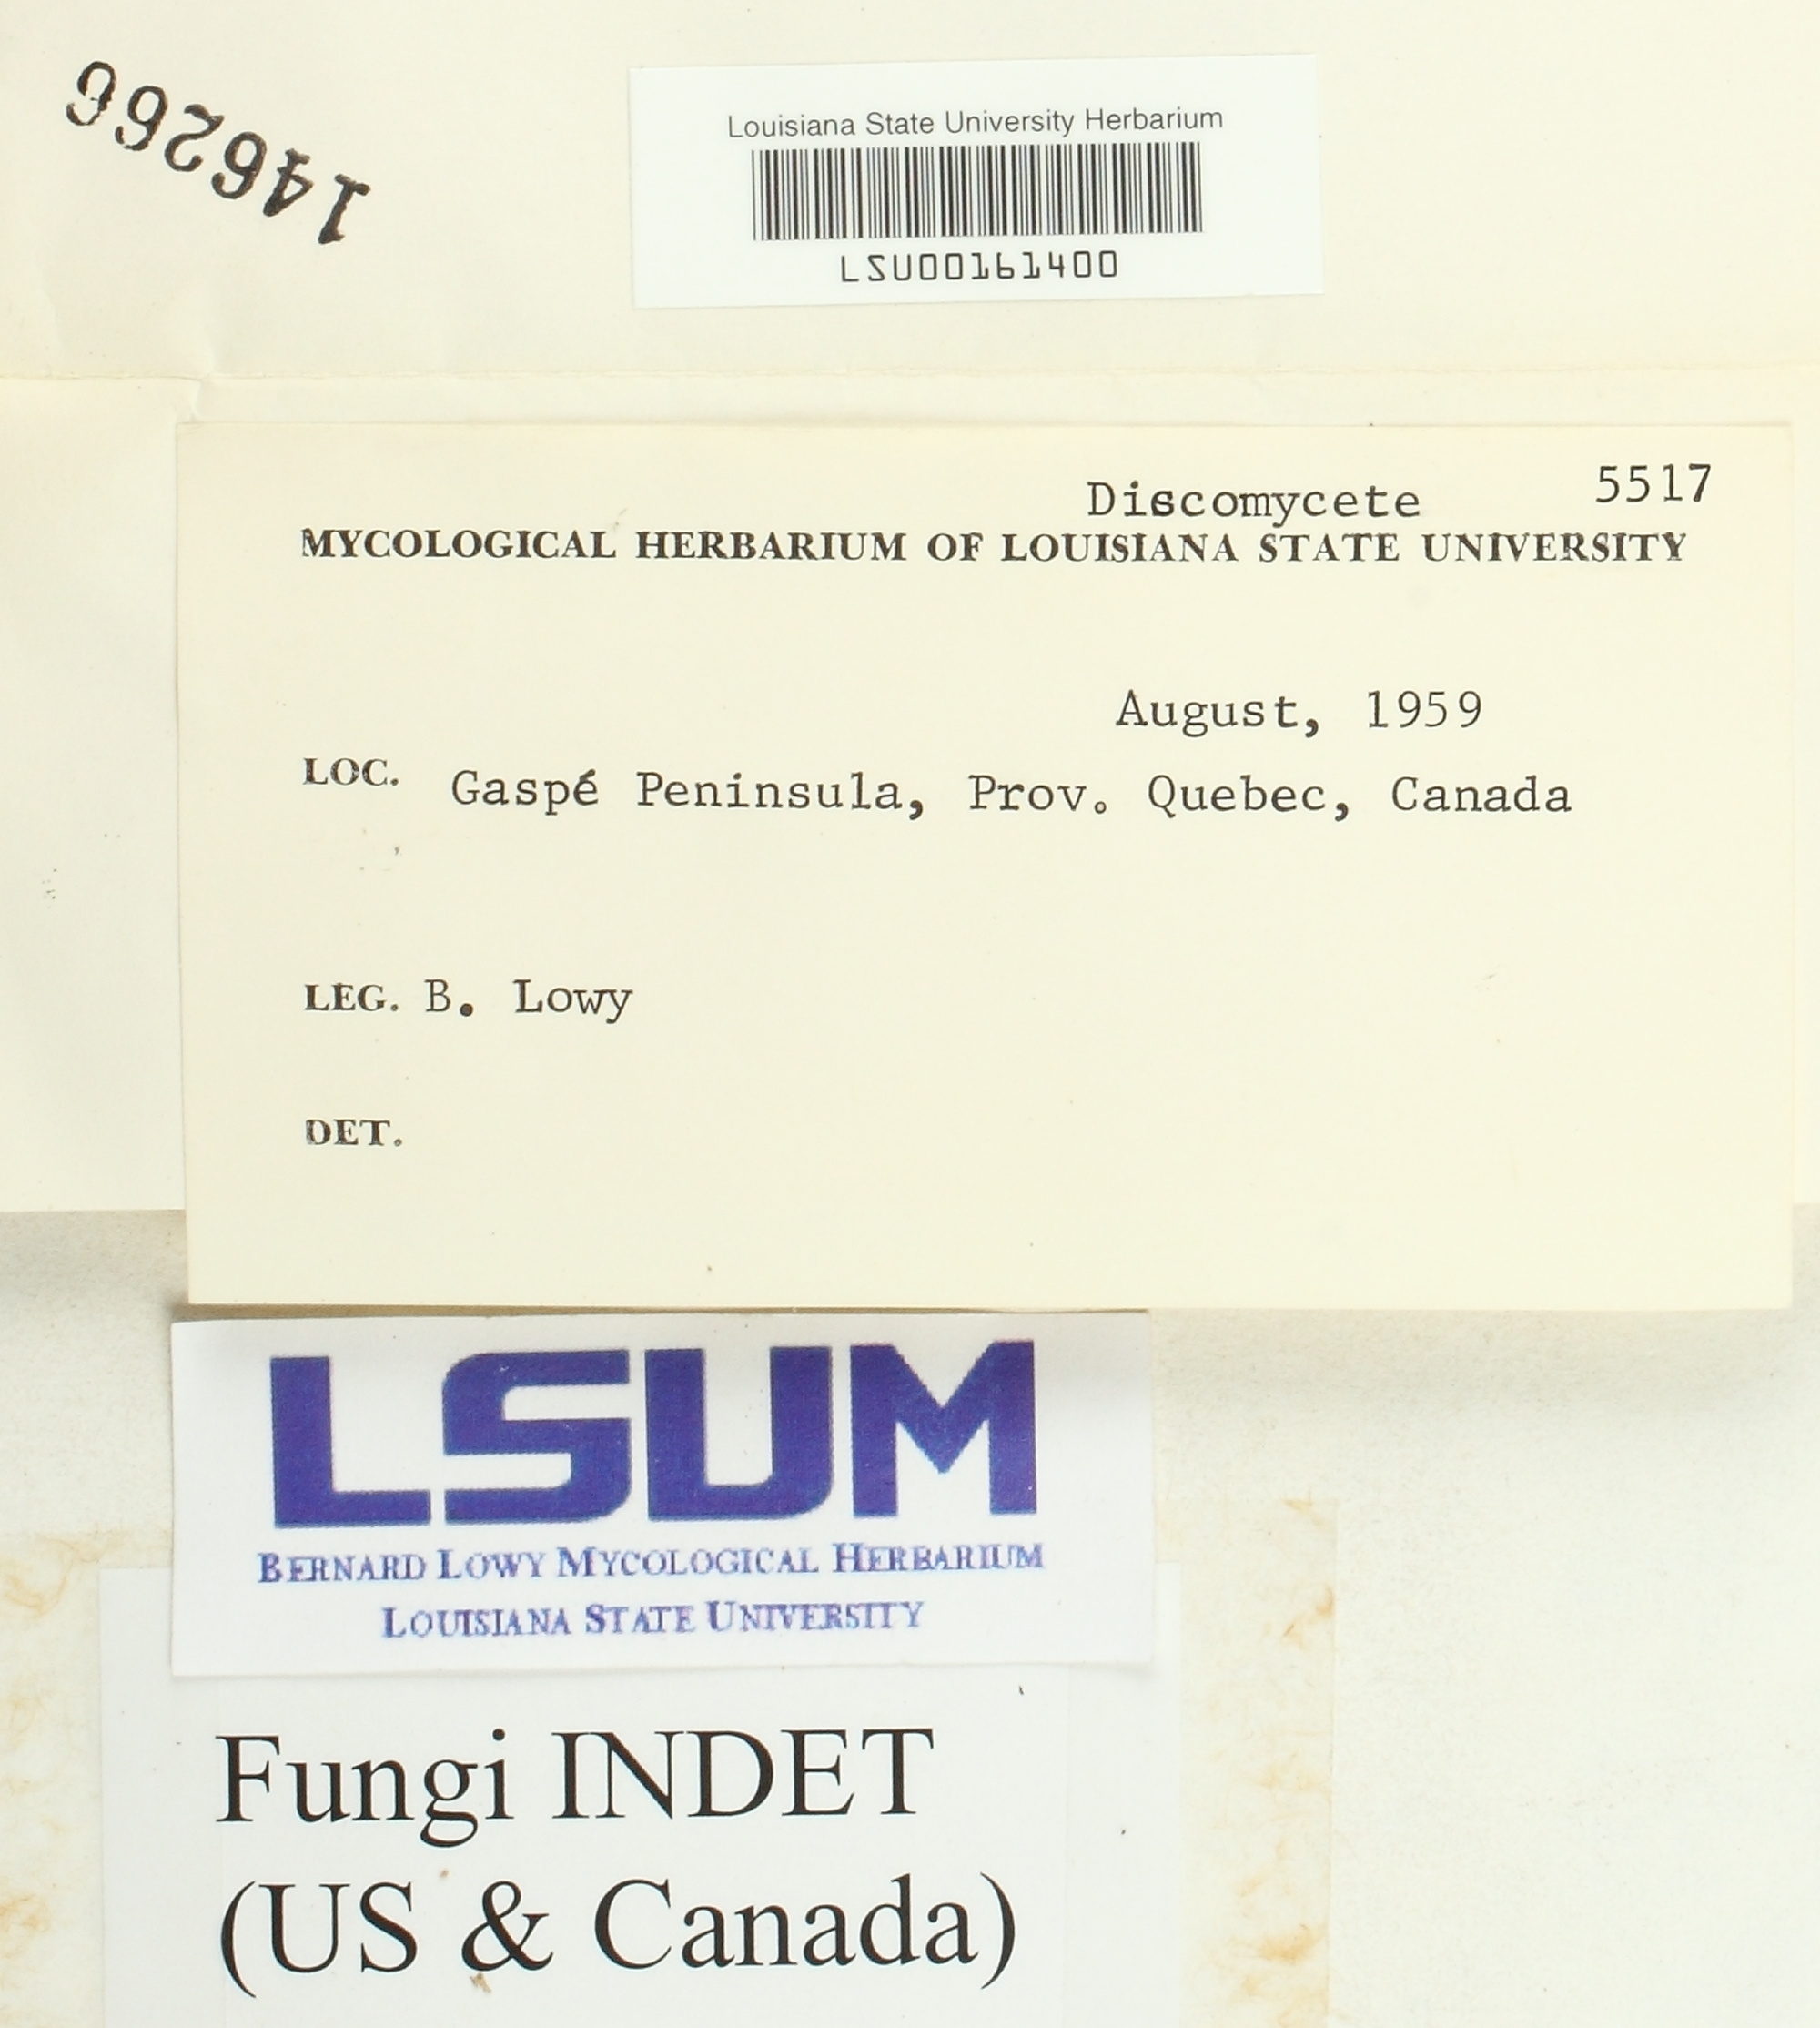 146266
Louisiana State University Herbarium
LSU00161400
Discomycete 5517
MYCOLOGICAL HERBARIUM OF LOUISIANA STATE UNIVERSITY
August, 1959
LOC. Gaspé Peninsula, Prov. Quebec, Canada
LEG. B. Lowy
DET.
LSUM
BERNARD LOWY MYCOLOGICAL HERBARIUM
LOUISIANA STATE UNIVERSITY
Fungi INDET
(US & Canada)